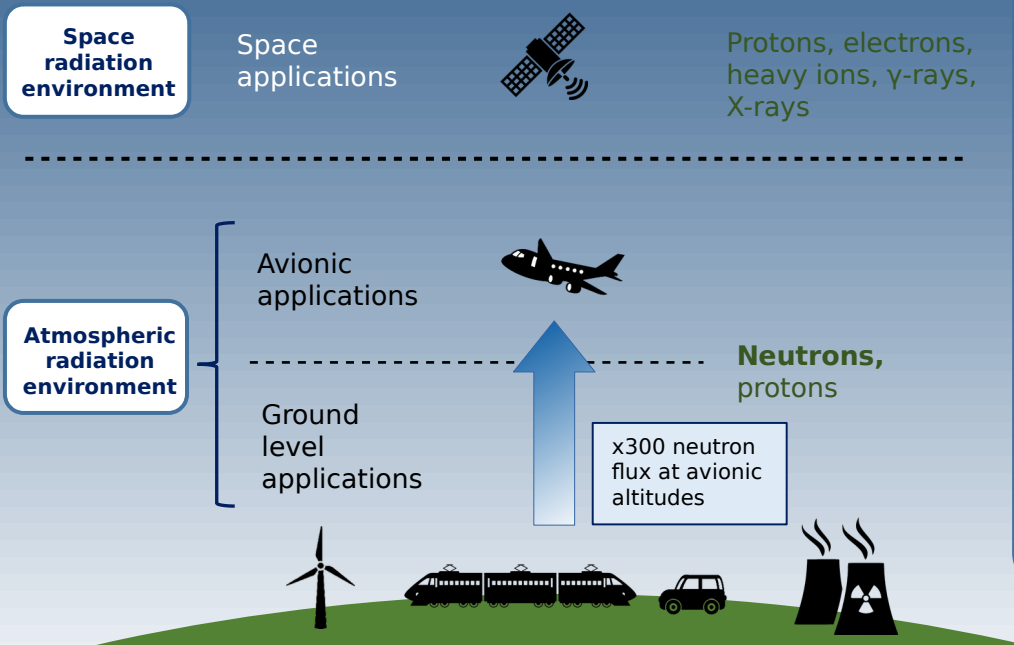 Space
radiation
environment
Space
applications
Protons, electrons,
heavy ions, γ-rays,
X-rays
Atmospheric
radiation
environment
Avionic
applications
Neutrons,
protons
Ground
level
applications
x300 neutron
flux at avionic
altitudes